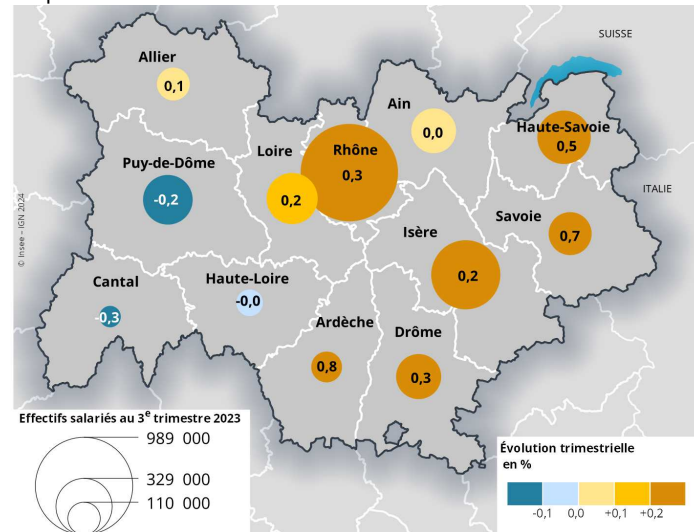 SUISSE
Allier
0,1
Ain
0,0
Haute-Savoie
0,5
Loire
Rhône
0,3
Puy-de-Dôme
-0,2
0,2
ITALIE
Savoie
0,7
Isère
0,2
© Insee – IGN 2024
Cantal
-0,3
Haute-Loire
-0,0
Ardèche
0,8
Drôme
0,3
Effectifs salariés au 3e trimestre 2023
989 000
329 000
110 000
Évolution trimestrielle
en %
-0,1 0,0 +0,1 +0,2